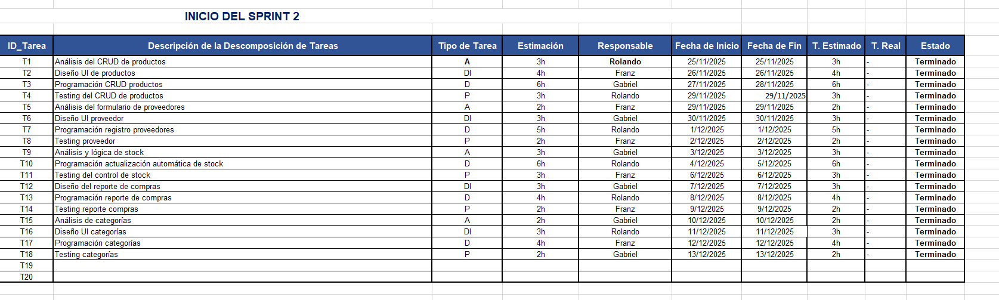 INICIO DEL SPRINT 2
ID_Tarea Descripción de la Descomposición de Tareas Tipo de Tarea Estimación Responsable Fecha de Inicio Fecha de Fin T. Estimado T. Real Estado
T1 Análisis del CRUD de productos A 3h Rolando 25/11/2025 25/11/2025 3h - Terminado
T2 Diseño UI de productos DI 4h Franz 26/11/2025 26/11/2025 4h - Terminado
T3 Programación CRUD productos D 6h Gabriel 27/11/2025 28/11/2025 6h - Terminado
T4 Testing del CRUD de productos P 3h Rolando 29/11/2025 29/11/2025 3h - Terminado
T5 Análisis del formulario de proveedores A 2h Franz 29/11/2025 29/11/2025 2h - Terminado
T6 Diseño UI proveedor DI 3h Gabriel 30/11/2025 30/11/2025 3h - Terminado
T7 Programación registro proveedores D 5h Rolando 1/12/2025 1/12/2025 5h - Terminado
T8 Testing proveedor P 2h Franz 2/12/2025 2/12/2025 2h - Terminado
T9 Análisis y lógica de stock A 3h Gabriel 3/12/2025 3/12/2025 3h - Terminado
T10 Programación actualización automática de stock D 6h Rolando 4/12/2025 5/12/2025 6h - Terminado
T11 Testing del control de stock P 3h Franz 6/12/2025 6/12/2025 3h - Terminado
T12 Diseño del reporte de compras DI 3h Gabriel 7/12/2025 7/12/2025 3h - Terminado
T13 Programación reporte de compras D 4h Rolando 8/12/2025 8/12/2025 4h - Terminado
T14 Testing reporte compras P 2h Franz 9/12/2025 9/12/2025 2h - Terminado
T15 Análisis de categorías A 2h Gabriel 10/12/2025 10/12/2025 2h - Terminado
T16 Diseño UI categorías DI 3h Rolando 11/12/2025 11/12/2025 3h - Terminado
T17 Programación categorías D 4h Franz 12/12/2025 12/12/2025 4h - Terminado
T18 Testing categorías P 2h Gabriel 13/12/2025 13/12/2025 2h - Terminado
T19
T20